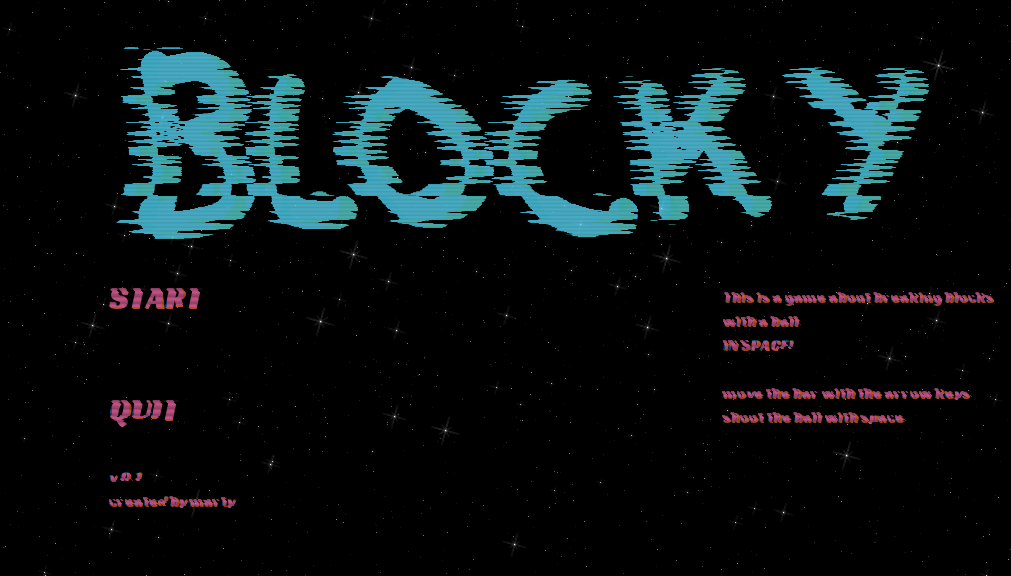 BLOCKY
START
QUIT
v0.1
created by marty
This is a game about breaking blocks
with a ball
IN SPACE!
move the bar with the arrow keys
shoot the ball with space